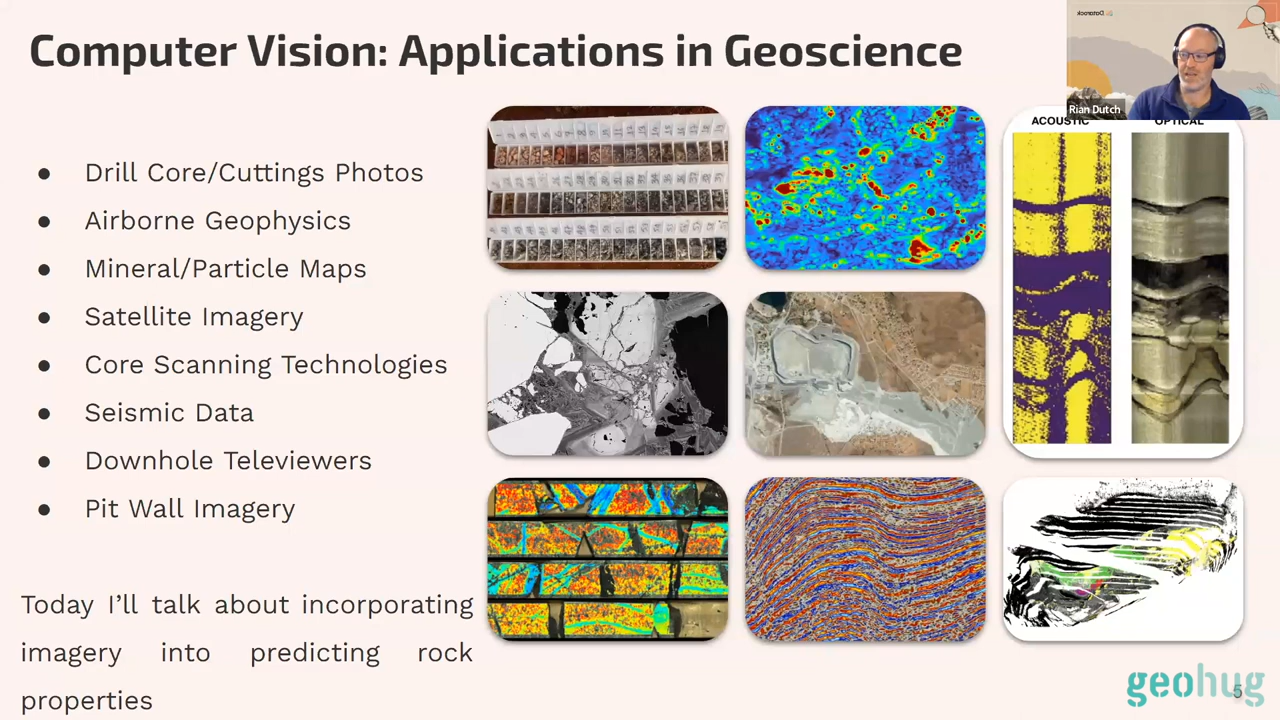 Computer Vision: Applications in Geoscience
Datarock
Rian Dutch
Drill Core/Cuttings Photos
Airborne Geophysics
Mineral/Particle Maps
Satellite Imagery
Core Scanning Technologies
Seismic Data
Downhole Televiewers
Pit Wall Imagery
Today I’ll talk about incorporating
imagery into predicting rock
properties
ACOUSTIC
OPTICAL
geohug
5